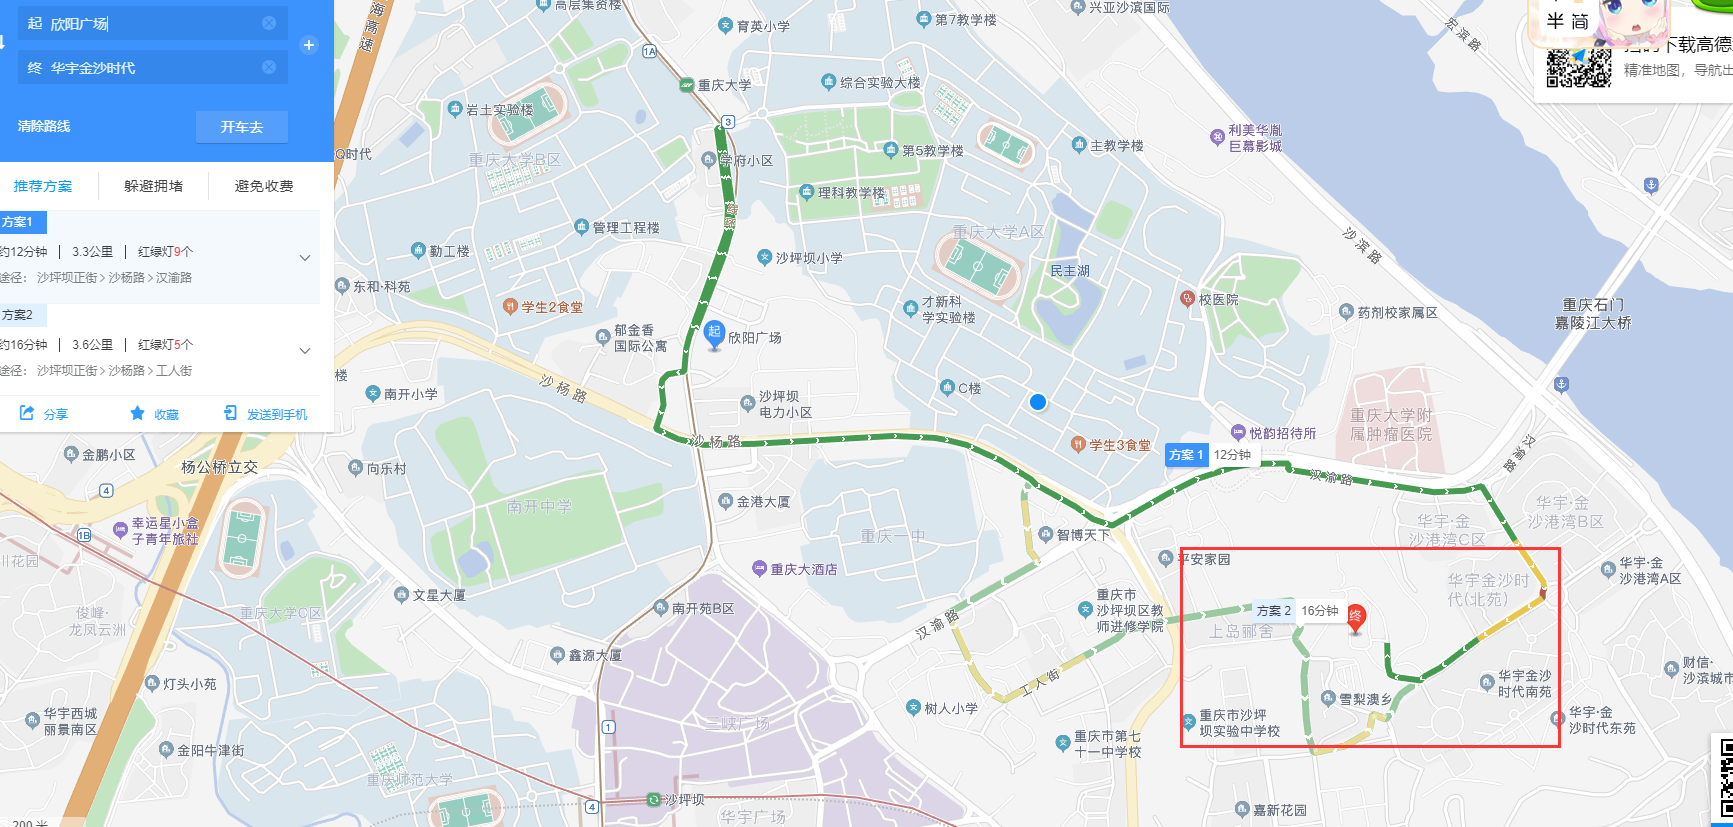 起 欣阳广场
终 华宇金沙时代
清除路线
开车去
推荐方案
躲避拥堵
避免收费
方案1
约12分钟 | 3.3公里 | 红绿灯9个
途径： 沙坪坝正街 > 沙杨路 > 汉渝路
方案2
约16分钟 | 3.6公里 | 红绿灯5个
途径： 沙坪坝正街 > 沙杨路 > 工人街
分享
收藏
发送到手机
200 米
半 简
精准地图，导航出
下载高德
海高速
高层集资楼
育英小学
第7教学楼
兴亚沙滨国际
宏滨路
1A
重庆大学
综合实验大楼
岩土实验楼
3
Q时代
重庆大学B区
学府小区
第5教学楼
主教学楼
利美华胤
巨幕影城
理科教学楼
管理工程楼
重庆大学A区
勤工楼
沙坪坝小学
民主湖
沙滨路
东和·科苑
学生2食堂
才新科
学实验楼
校医院
药剂校家属区
重庆石门
嘉陵江大桥
郁金香
国际公寓
起
欣阳广场
楼
南开小学
沙杨路
沙坪坝
电力小区
C楼
重庆大学附
属肿瘤医院
沙杨路
学生3食堂
悦韵招待所
方案 1 12分钟
汉渝路
汉渝路
金鹏小区
杨公桥立交
向乐村
4
南开中学
金港大厦
重庆一中
智博天下
华宇·金
沙港湾C区
华宇·金
沙港湾B区
幸运星小盒
子青年旅社
1B
川花园
平安家园
华宇·金
沙港湾A区
重庆大酒店
华宇金沙时
代(北苑)
文星大厦
南开苑B区
重庆市
沙坪坝区教
师进修学院
方案 2 16分钟
终
上岛郦舍
俊峰·
龙凤云洲
重庆大学C区
汉渝路
鑫源大厦
工人街
灯头小苑
华宇金沙
时代南苑
财信·
沙滨城市
雪梨澳乡
树人小学
华宇西城
丽景南区
重庆市沙坪
坝实验中学校
华宇·金
沙时代东苑
三峡广场
1
金阳牛津街
重庆市第七
十一中学校
重庆师范大学
4
沙坪坝
华宇广场
嘉新花园